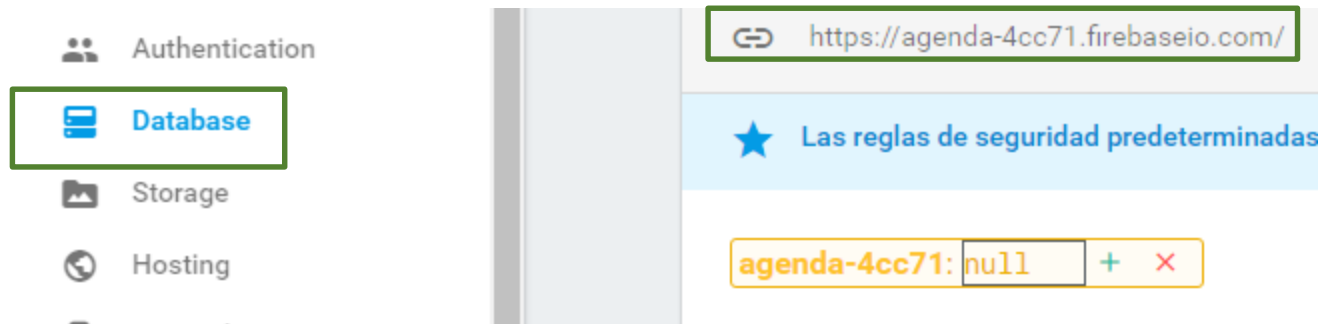 Authentication
Database
Storage
Hosting
https://agenda-4cc71.firebaseio.com/
Las reglas de seguridad predeterminadas
agenda-4cc71: null + ×